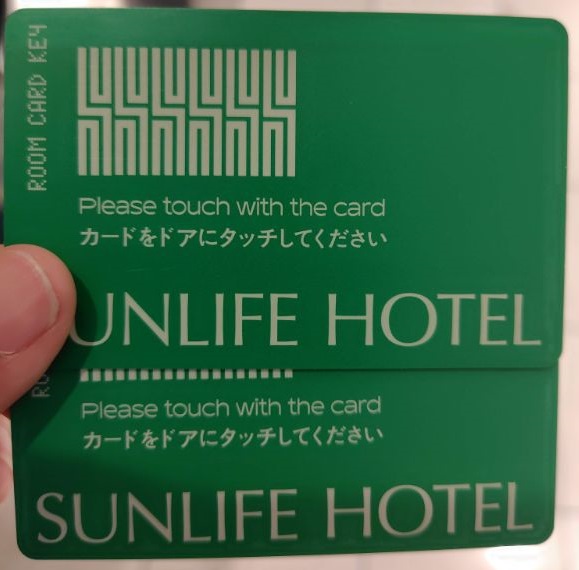 ROOM CARD KEY
Please touch with the card
カードをドアにタッチしてください
UNLIFE HOTEL
Please touch with the card
カードをドアにタッチしてください
SUNLIFE HOTEL